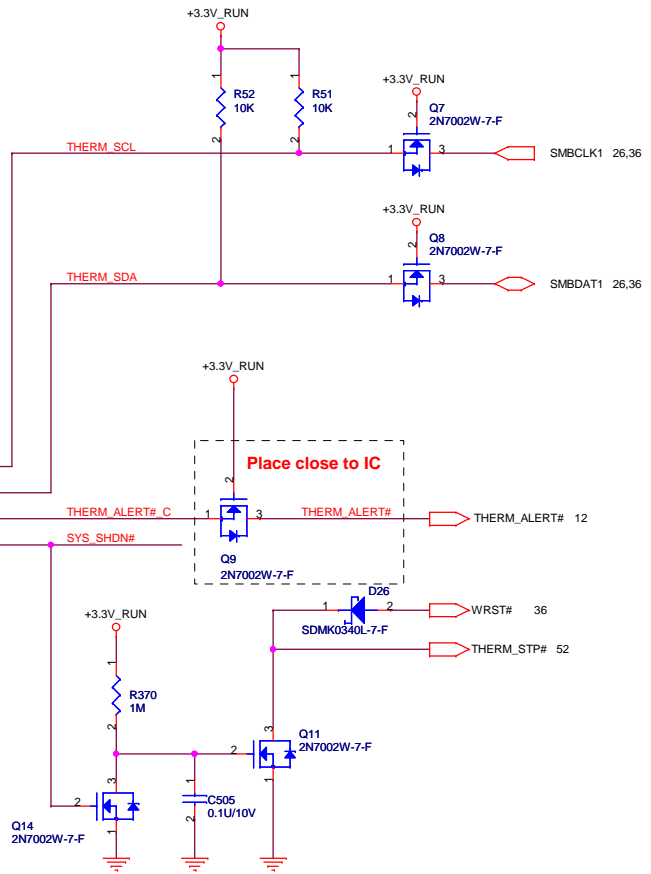 +3.3V_RUN
1 1
R52 R51
10K 10K
2 2
+3.3V_RUN
2
Q7
2N7002W-7-F
THERM_SCL 1 3 SMBCLK1 26,36
+3.3V_RUN
2
Q8
2N7002W-7-F
THERM_SDA 1 3 SMBDAT1 26,36
+3.3V_RUN
Place close to IC
2
THERM_ALERT#_C 1 3 THERM_ALERT# THERM_ALERT# 12
SYS_SHDN#
Q9
2N7002W-7-F
D26
1 2 WRST# 36
SDMK0340L-7-F
THERM_STP# 52
+3.3V_RUN
1
R370
1M
2
3
Q11
2N7002W-7-F
2
1
3
2
1
Q14
2N7002W-7-F
1
C505
0.1U/10V
2